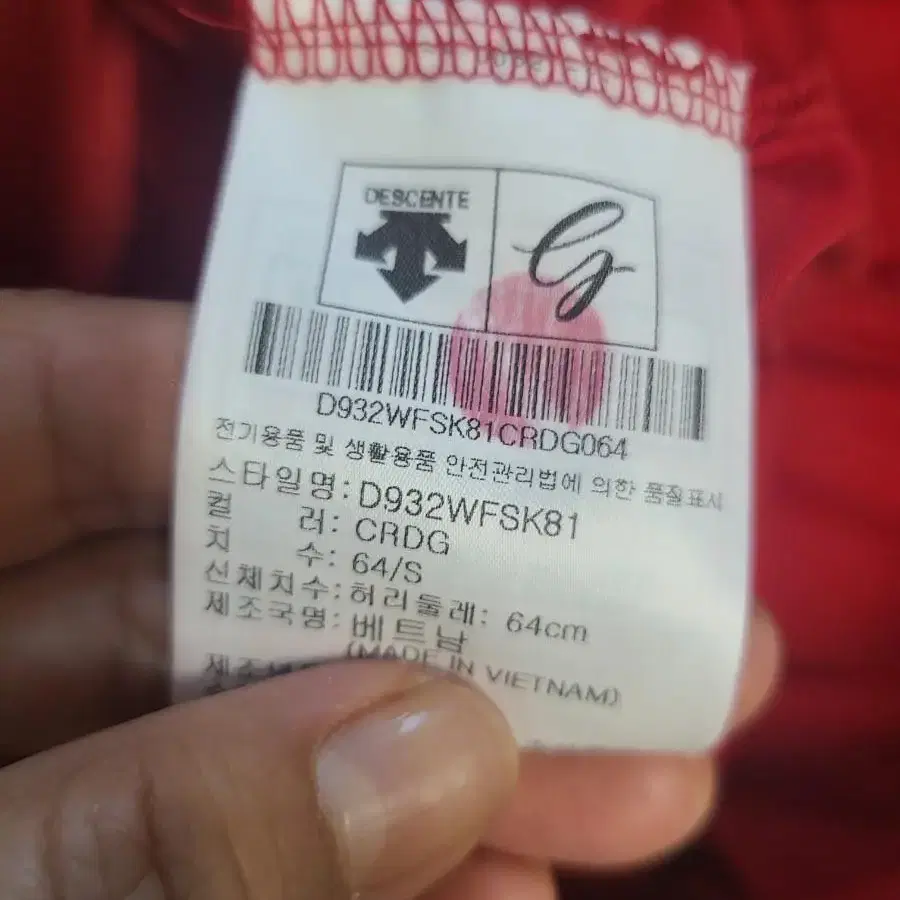 DESCENTE
G
D932WFSK81CRDG064
전기용품 및 생활용품 안전관리법에 의한 품질표시
스타일명: D932WFSK81
컬 러: CRDG
치 수: 64/S
신체치수: 허리둘레: 64cm
제조국명: 베트남
(MADE IN VIETNAM)